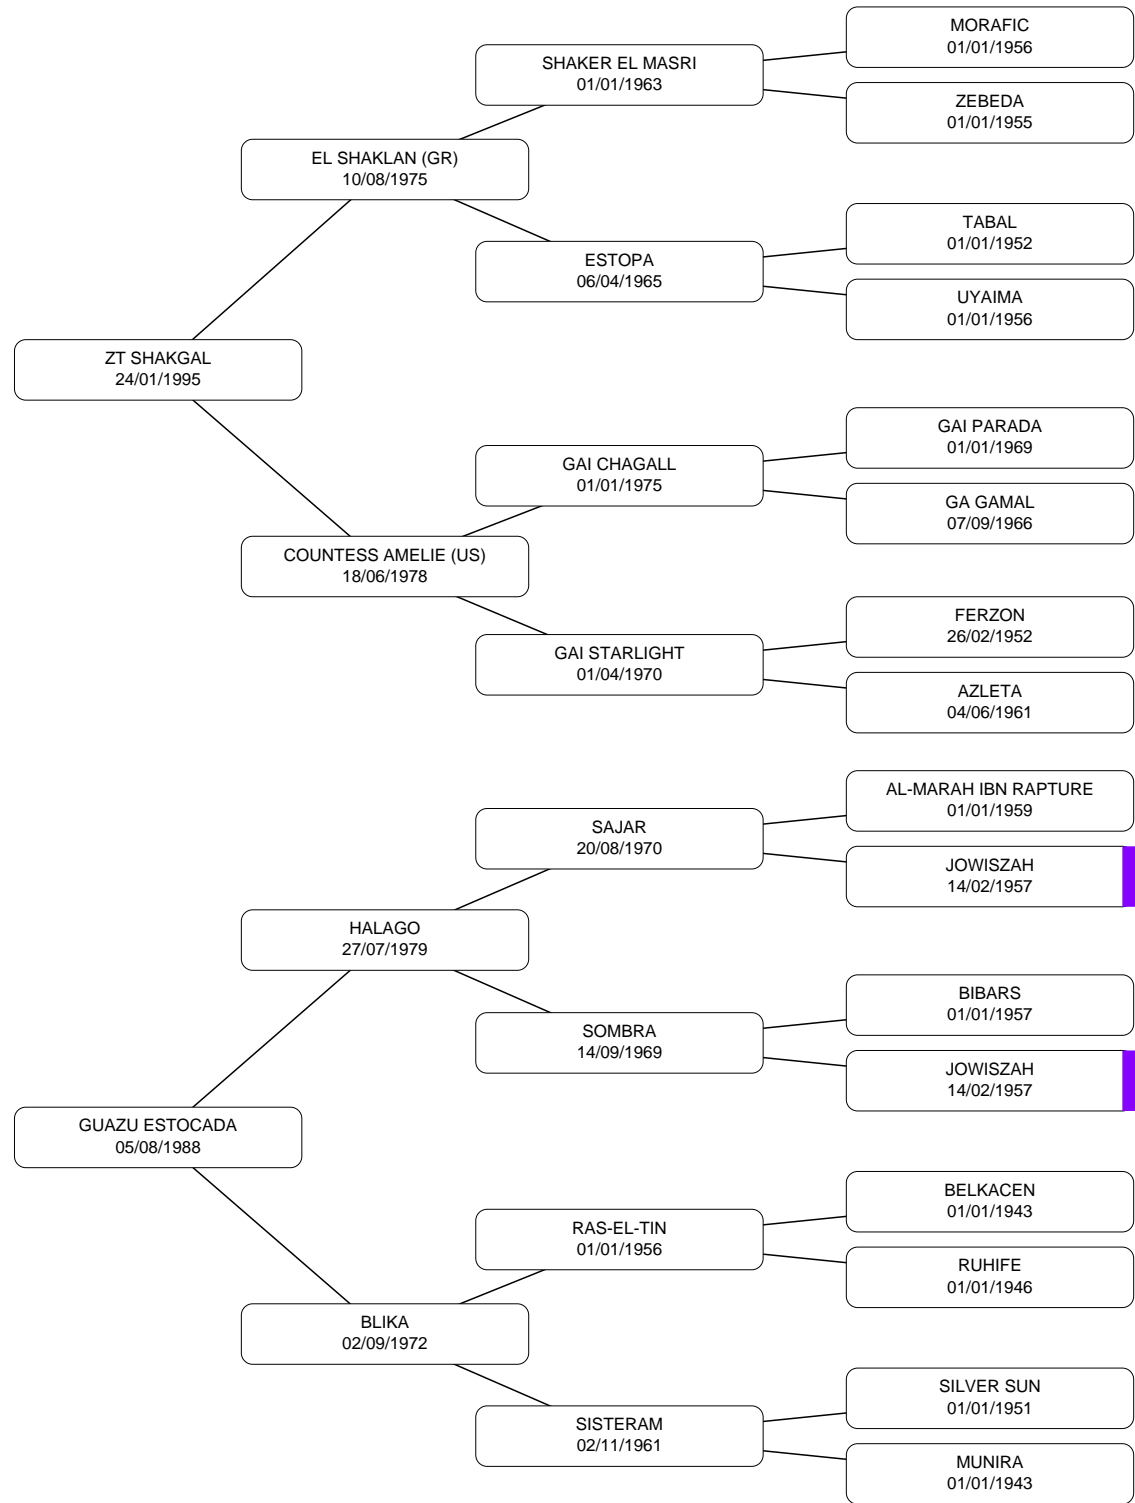 MORAFIC
01/01/1956
SHAKER EL MASRI
01/01/1963
ZEBEDA
01/01/1955
EL SHAKLAN (GR)
10/08/1975
TABAL
01/01/1952
ESTOPA
06/04/1965
UYAIMA
01/01/1956
ZT SHAKGAL
24/01/1995
GAI PARADA
01/01/1969
GAI CHAGALL
01/01/1975
GA GAMAL
07/09/1966
COUNTESS AMELIE (US)
18/06/1978
FERZON
26/02/1952
GAI STARLIGHT
01/04/1970
AZLETA
04/06/1961
AL-MARAH IBN RAPTURE
01/01/1959
SAJAR
20/08/1970
JOWISZAH
14/02/1957
HALAGO
27/07/1979
BIBARS
01/01/1957
SOMBRA
14/09/1969
JOWISZAH
14/02/1957
GUAZU ESTOCADA
05/08/1988
BELKACEN
01/01/1943
RAS-EL-TIN
01/01/1956
RUHIFE
01/01/1946
BLIKA
02/09/1972
SILVER SUN
01/01/1951
SISTERAM
02/11/1961
MUNIRA
01/01/1943